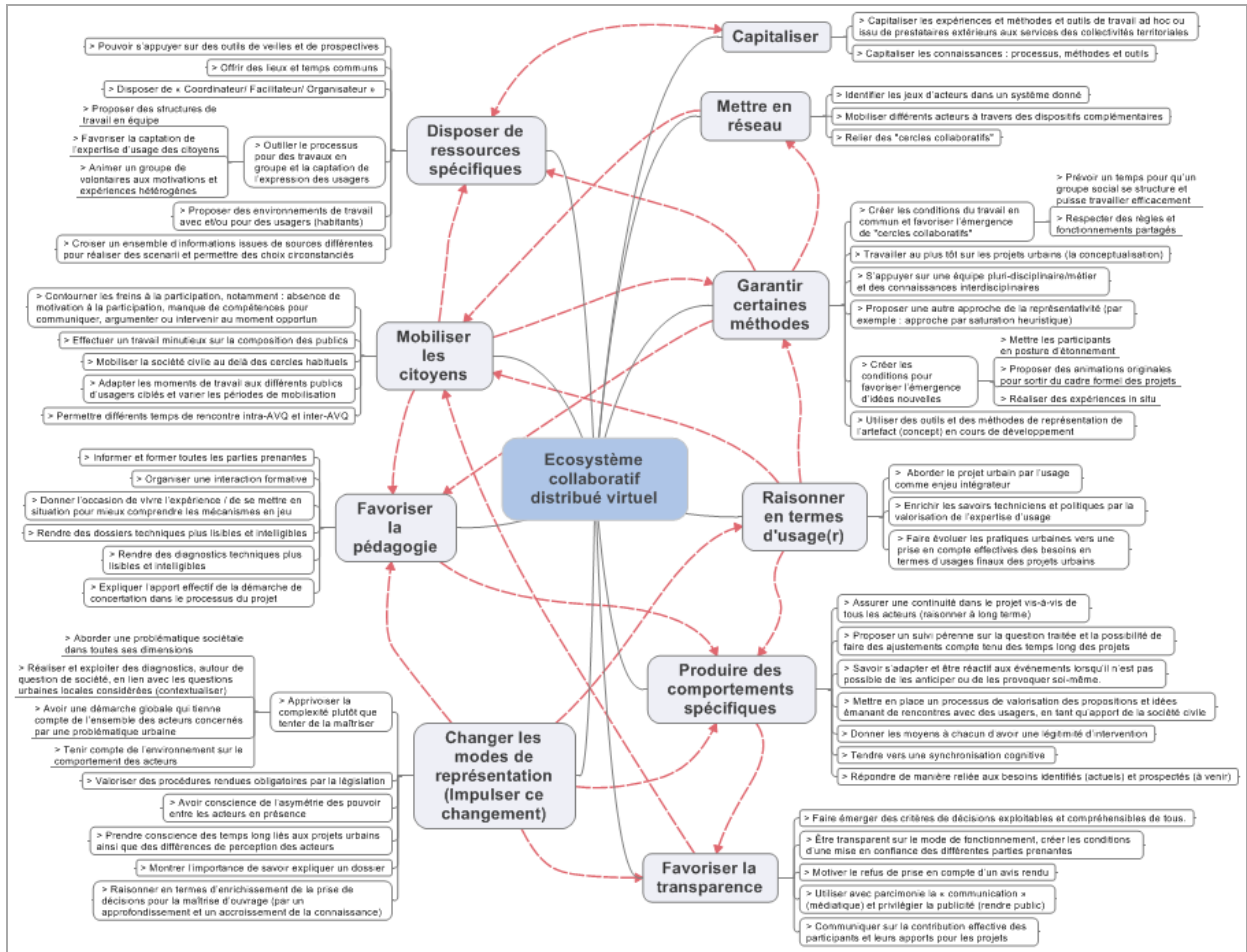 Ecosystème
collaboratif
distribué virtuel
Capitaliser
> Capitaliser les expériences et méthodes et outils de travail ad hoc ou
issu de prestataires extérieurs aux services des collectivités territoriales
> Capitaliser les connaissances : processus, méthodes et outils
Mettre en
réseau
> Identifier les jeux d'acteurs dans un système donné
> Mobiliser différents acteurs à travers des dispositifs complémentaires
> Relier des "cercles collaboratifs"
Garantir
certaines
méthodes
> Créer les conditions du travail en
commun et favoriser l'émergence
de "cercles collaboratifs"
> Prévoir un temps pour qu'un
groupe social se structure et
puisse travailler efficacement
> Respecter des règles et
fonctionnements partagés
> Travailler au plus tôt sur les projets urbains (la conceptualisation)
> S'appuyer sur une équipe pluri-disciplinaire/métier
et des connaissances interdisciplinaires
> Proposer une autre approche de la représentativité (par
exemple : approche par saturation heuristique)
> Créer les
conditions pour
favoriser l'émergence
d'idées nouvelles
> Mettre les participants
en posture d'étonnement
> Proposer des animations originales
pour sortir du cadre formel des projets
> Réaliser des expériences in situ
> Utiliser des outils et des méthodes de représentation de
l'artefact (concept) en cours de développement
Raisonner
en termes
d'usage(r)
> Aborder le projet urbain par l'usage
comme enjeu intégrateur
> Enrichir les savoirs techniciens et politiques par la
valorisation de l'expertise d'usage
> Faire évoluer les pratiques urbaines vers une
prise en compte effectives des besoins en
termes d'usages finaux des projets urbains
Produire des
comportements
spécifiques
> Assurer une continuité dans le projet vis-à-vis de
tous les acteurs (raisonner à long terme)
> Proposer un suivi pérenne sur la question traitée et la possibilité de
faire des ajustements compte tenu des temps long des projets
> Savoir s'adapter et être réactif aux événements lorsqu'il n'est pas
possible de les anticiper ou de les provoquer soi-même.
> Mettre en place un processus de valorisation des propositions et idées
émanant de rencontres avec des usagers, en tant qu'apport de la société civile
> Donner les moyens à chacun d'avoir une légitimité d'intervention
> Tendre vers une synchronisation cognitive
> Répondre de manière reliée aux besoins identifiés (actuels) et prospectés (à venir)
Favoriser la
transparence
> Faire émerger des critères de décisions exploitables et compréhensibles de tous.
> Être transparent sur le mode de fonctionnement, créer les conditions
d'une mise en confiance des différentes parties prenantes
> Motiver le refus de prise en compte d'un avis rendu
> Utiliser avec parcimonie la « communication »
(médiatique) et privilégier la publicité (rendre public)
> Communiquer sur la contribution effective des
participants et leurs apports pour les projets
Disposer de
ressources
spécifiques
> Pouvoir s'appuyer sur des outils de veilles et de prospectives
> Offrir des lieux et temps communs
> Disposer de « Coordinateur/ Facilitateur/ Organisateur »
> Outiller le processus
pour des travaux en
groupe et la captation de
l'expression des usagers
> Proposer des structures de
travail en équipe
> Favoriser la captation de
l'expertise d'usage des citoyens
> Animer un groupe de
volontaires aux motivations et
expériences hétérogènes
> Proposer des environnements de travail
avec et/ou pour des usagers (habitants)
> Croiser un ensemble d'informations issues de sources différentes
pour réaliser des scenarii et permettre des choix circonstanciés
Mobiliser
les
citoyens
> Contourner les freins à la participation, notamment : absence de
motivation à la participation, manque de compétences pour
communiquer, argumenter ou intervenir au moment opportun
> Effectuer un travail minutieux sur la composition des publics
> Mobiliser la société civile au delà des cercles habituels
> Adapter les moments de travail aux différents publics
d'usagers ciblés et varier les périodes de mobilisation
> Permettre différents temps de rencontre intra-AVQ et inter-AVQ
Favoriser
la
pédagogie
> Informer et former toutes les parties prenantes
> Organiser une interaction formative
> Donner l'occasion de vivre l'expérience / de se mettre en
situation pour mieux comprendre les mécanismes en jeu
> Rendre des dossiers techniques plus lisibles et intelligibles
> Rendre des diagnostics techniques plus
lisibles et intelligibles
> Expliquer l'apport effectif de la démarche de
concertation dans le processus du projet
Changer les
modes de
représentation
(Impulser ce
changement)
> Apprivoiser la
complexité plutôt que
tenter de la maîtriser
> Aborder une problématique sociétale
dans toutes ses dimensions
> Réaliser et exploiter des diagnostics, autour de
question de société, en lien avec les questions
urbaines locales considérées (contextualiser)
> Avoir une démarche globale qui tienne
compte de l'ensemble des acteurs concernés
par une problématique urbaine
> Tenir compte de l'environnement sur le
comportement des acteurs
> Valoriser des procédures rendues obligatoires par la législation
> Avoir conscience de l'asymétrie des pouvoir
entre les acteurs en présence
> Prendre conscience des temps long liés aux projets urbains
ainsi que des différences de perception des acteurs
> Montrer l'importance de savoir expliquer un dossier
> Raisonner en termes d'enrichissement de la prise de
décisions pour la maîtrise d'ouvrage (par un
approfondissement et un accroissement de la connaissance)